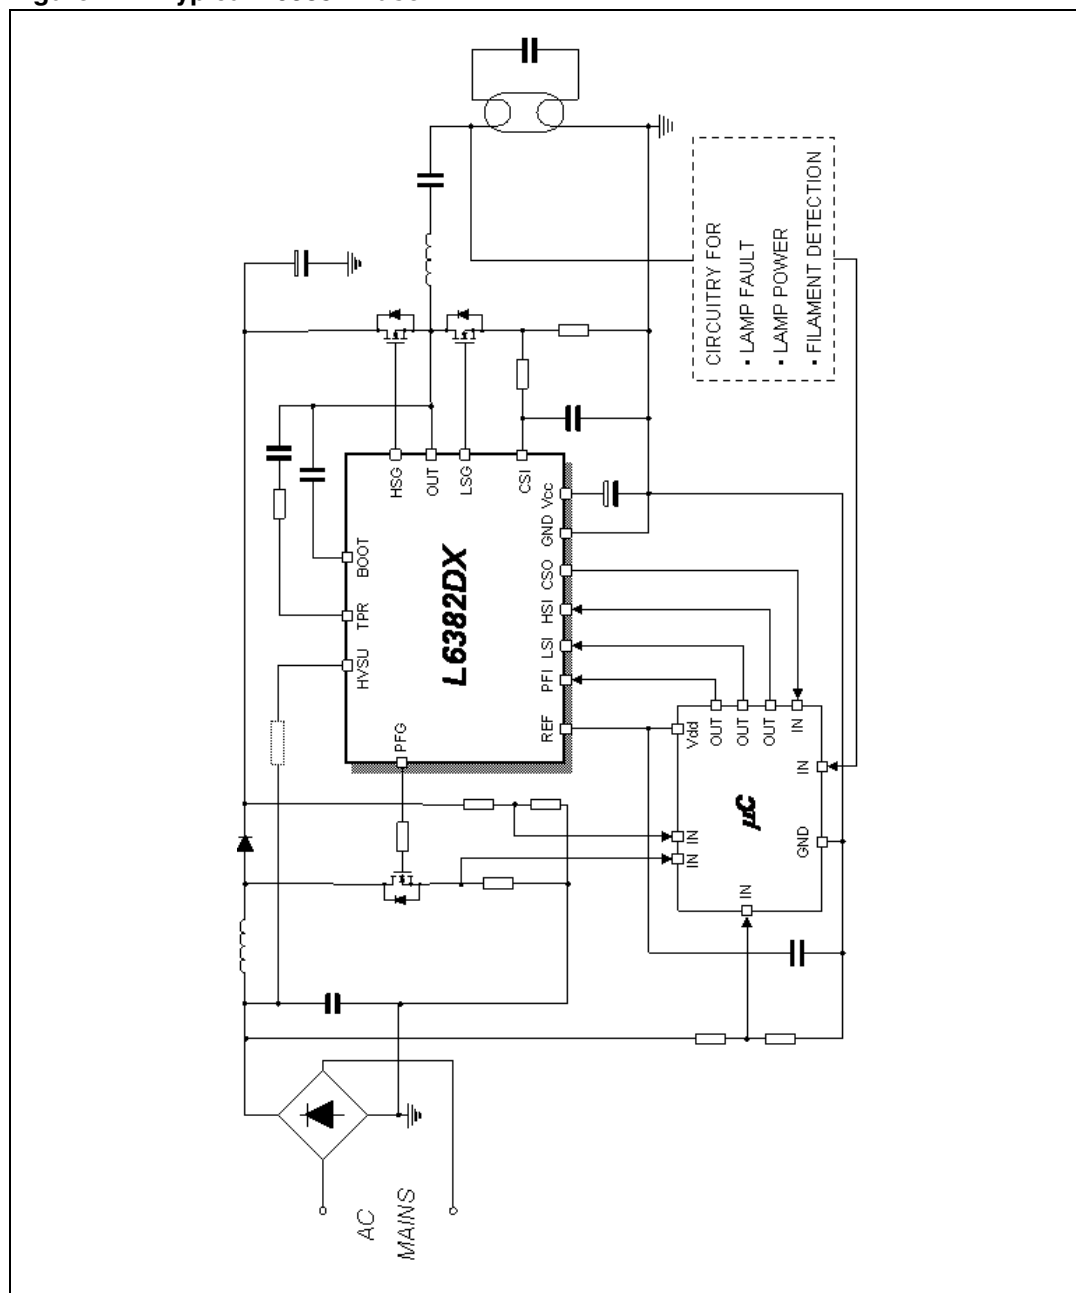 CIRCUITRY FOR
• LAMP FAULT
• LAMP POWER
• FILAMENT DETECTION
HSG
OUT
LSG
CSI
BOOT
TPR
HVSU
PFG
L6382DX
Vcc
GND
CSO
HSI
LSI
PFI
REF
Vdd
OUT
OUT
OUT
IN
IN
IN
IN
µC
GND
IN
AC
MAINS